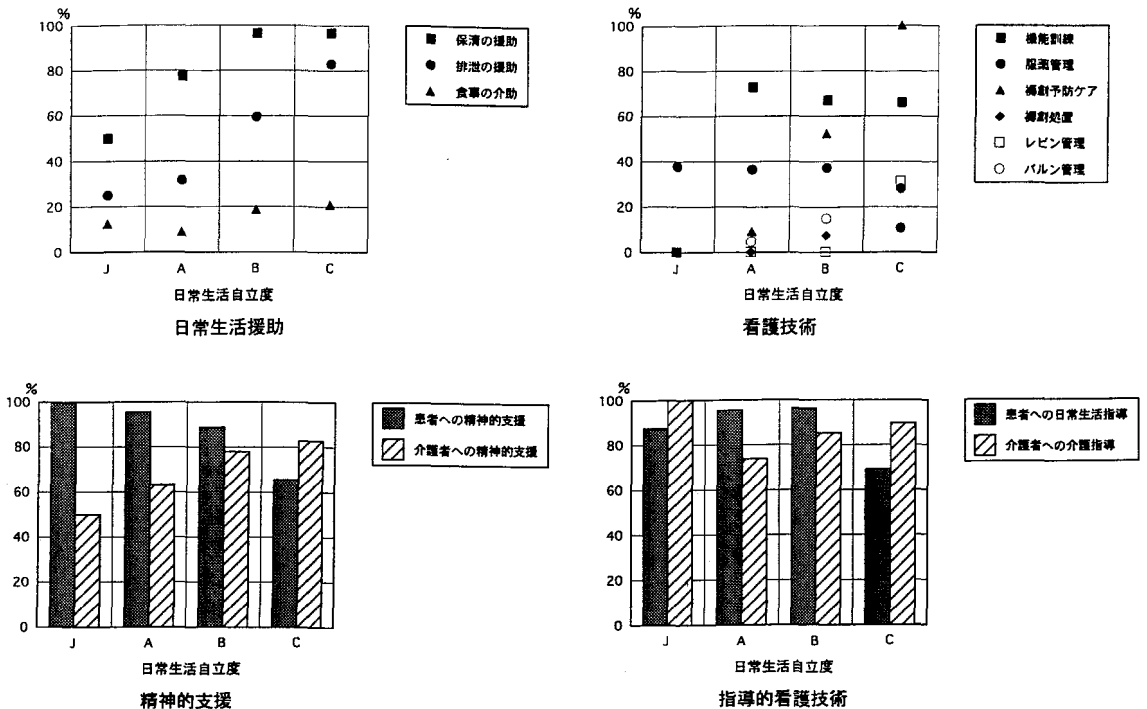 %
100
80
60
40
20
0
J A B C
日常生活自立度
日常生活援助
保清の援助
排泄の援助
食事の介助
%
100
80
60
40
20
0
J A B C
日常生活自立度
看護技術
機能訓練
服薬管理
褥創予防ケア
褥創処置
レビン管理
バルン管理
%
100
80
60
40
20
0
J A B C
日常生活自立度
精神的支援
患者への精神的支援
介護者への精神的支援
%
100
80
60
40
20
0
J A B C
日常生活自立度
指導的看護技術
患者への日常生活指導
介護者への介護指導